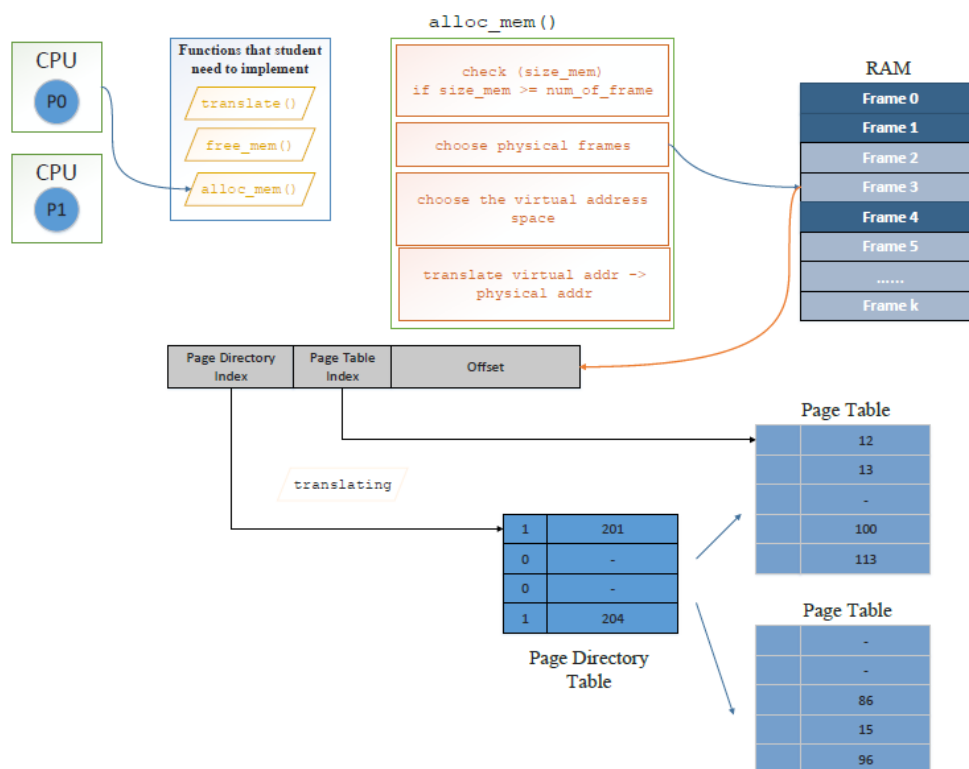 alloc_mem()
CPU
P0
CPU
P1
Functions that student
need to implement
translate()
free_mem()
alloc_mem()
check (size_mem)
if size_mem >= num_of_frame
choose physical frames
choose the virtual address
space
translate virtual addr ->
physical addr
RAM
Frame 0
Frame 1
Frame 2
Frame 3
Frame 4
Frame 5
......
Frame k
Page Directory
Index
Page Table
Index
Offset
translating
1 201
0 -
0 -
1 204
Page Directory
Table
Page Table
12
13
-
100
113
Page Table
-
-
86
15
96